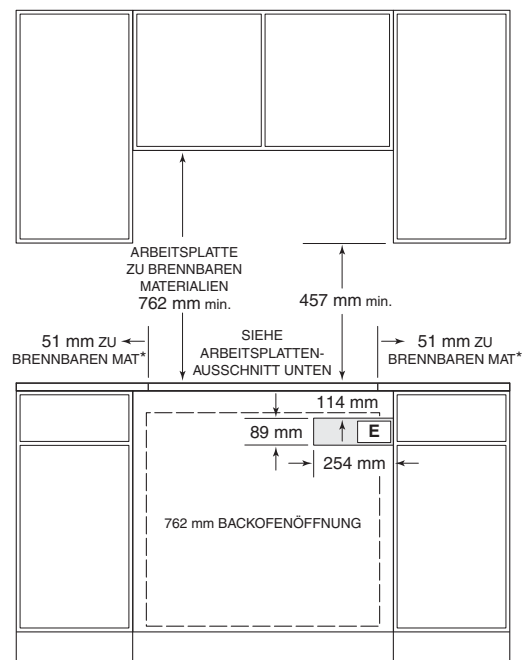 ARBEITSPLATTE
ZU BRENNBAREN
MATERIALIEN
762 mm min.
457 mm min.
51 mm ZU
BRENNBAREN MAT*
SIEHE
ARBEITSPLATTEN-
AUSSCHNITT UNTEN
51 mm ZU
BRENNBAREN MAT*
114 mm
89 mm
E
254 mm
762 mm BACKOFENÖFFNUNG